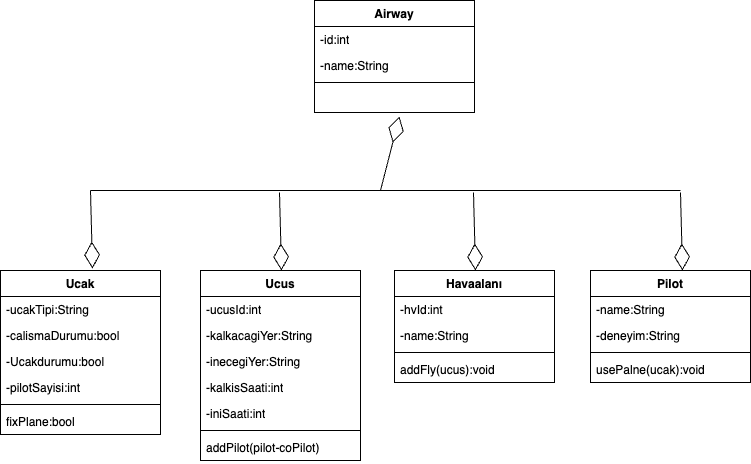 Airway
-id:int
-name:String
Ucak
-ucakTipi:String
-calismaDurumu:bool
-Ucakdurumu:bool
-pilotSayisi:int
fixPlane:bool
Ucus
-ucusId:int
-kalkacagiYer:String
-inecegiYer:String
-kalkisSaati:int
-iniSaati:int
addPilot(pilot-coPilot)
Havaalanı
-hvId:int
-name:String
addFly(ucus):void
Pilot
-name:String
-deneyim:String
usePalne(ucak):void